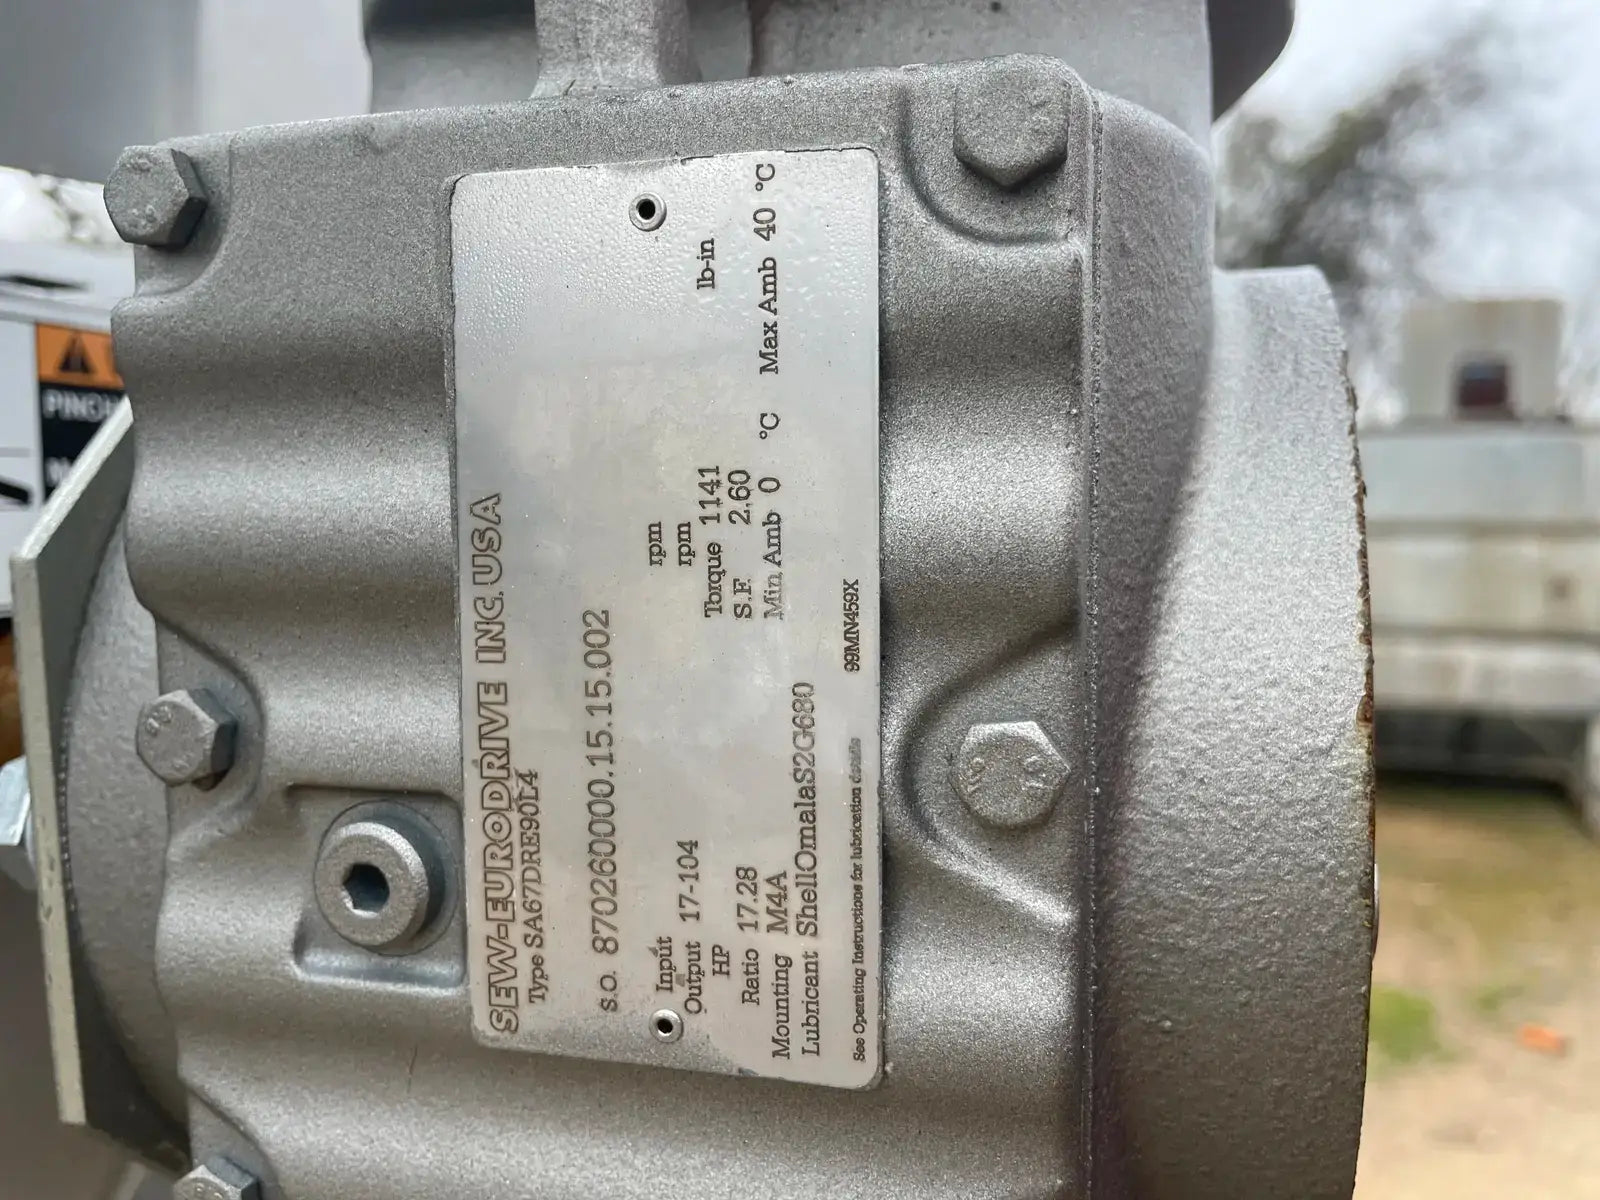 SEW-EURODRIVE INC. USA
Type SA67DRE90L4
s.o. 870260000.15.15.002
Input rpm
Output 17-104 rpm
HP Torque 1141 lb-in
Ratio 17.28 S.F. 2.60
Mounting M4A Min Amb 0 °C Max Amb 40 °C
Lubricant ShellOmalaS2G680
See Operating Instructions for lubrication details 99MN459X
PINCH